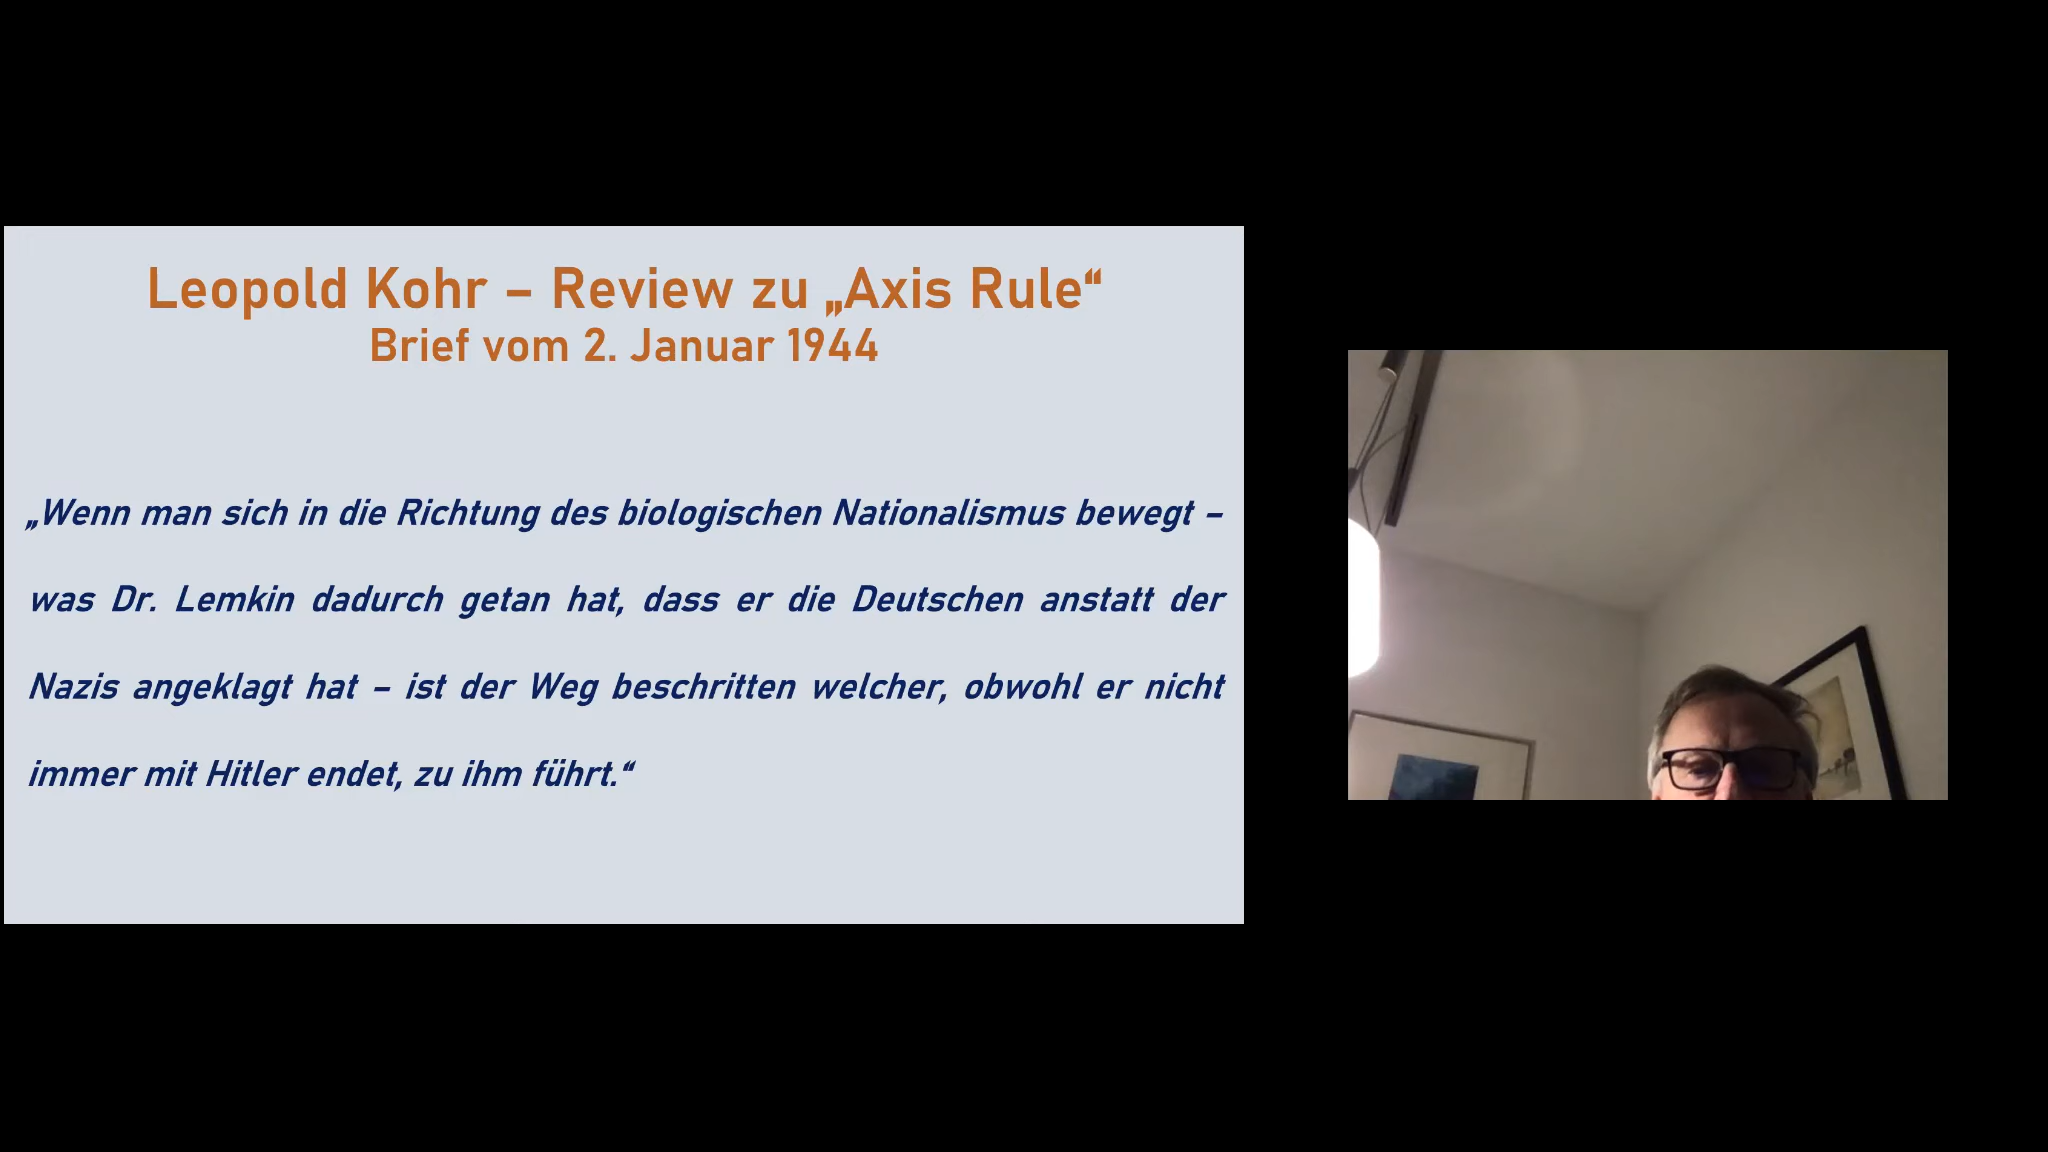 Leopold Kohr – Review zu „Axis Rule“
Brief vom 2. Januar 1944
„Wenn man sich in die Richtung des biologischen Nationalismus bewegt –
was Dr. Lemkin dadurch getan hat, dass er die Deutschen anstatt der
Nazis angeklagt hat – ist der Weg beschritten welcher, obwohl er nicht
immer mit Hitler endet, zu ihm führt.“